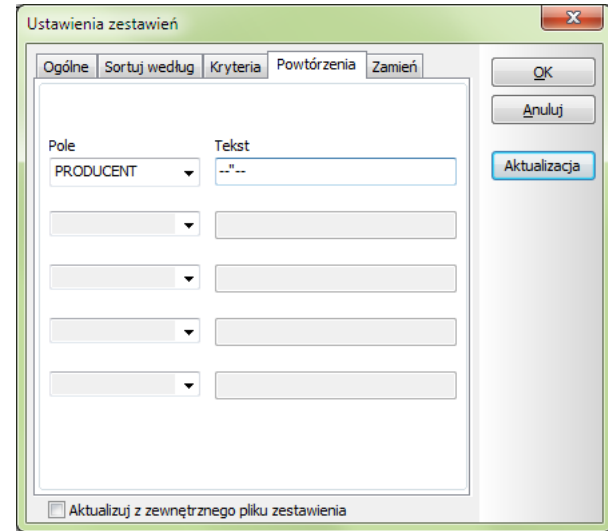 Ustawienia zestawień
Ogólne Sortuj według Kryteria Powtórzenia Zamień
OK
Anuluj
Aktualizacja
Pole Tekst
PRODUCENT --"--
Aktualizuj z zewnętrznego pliku zestawienia